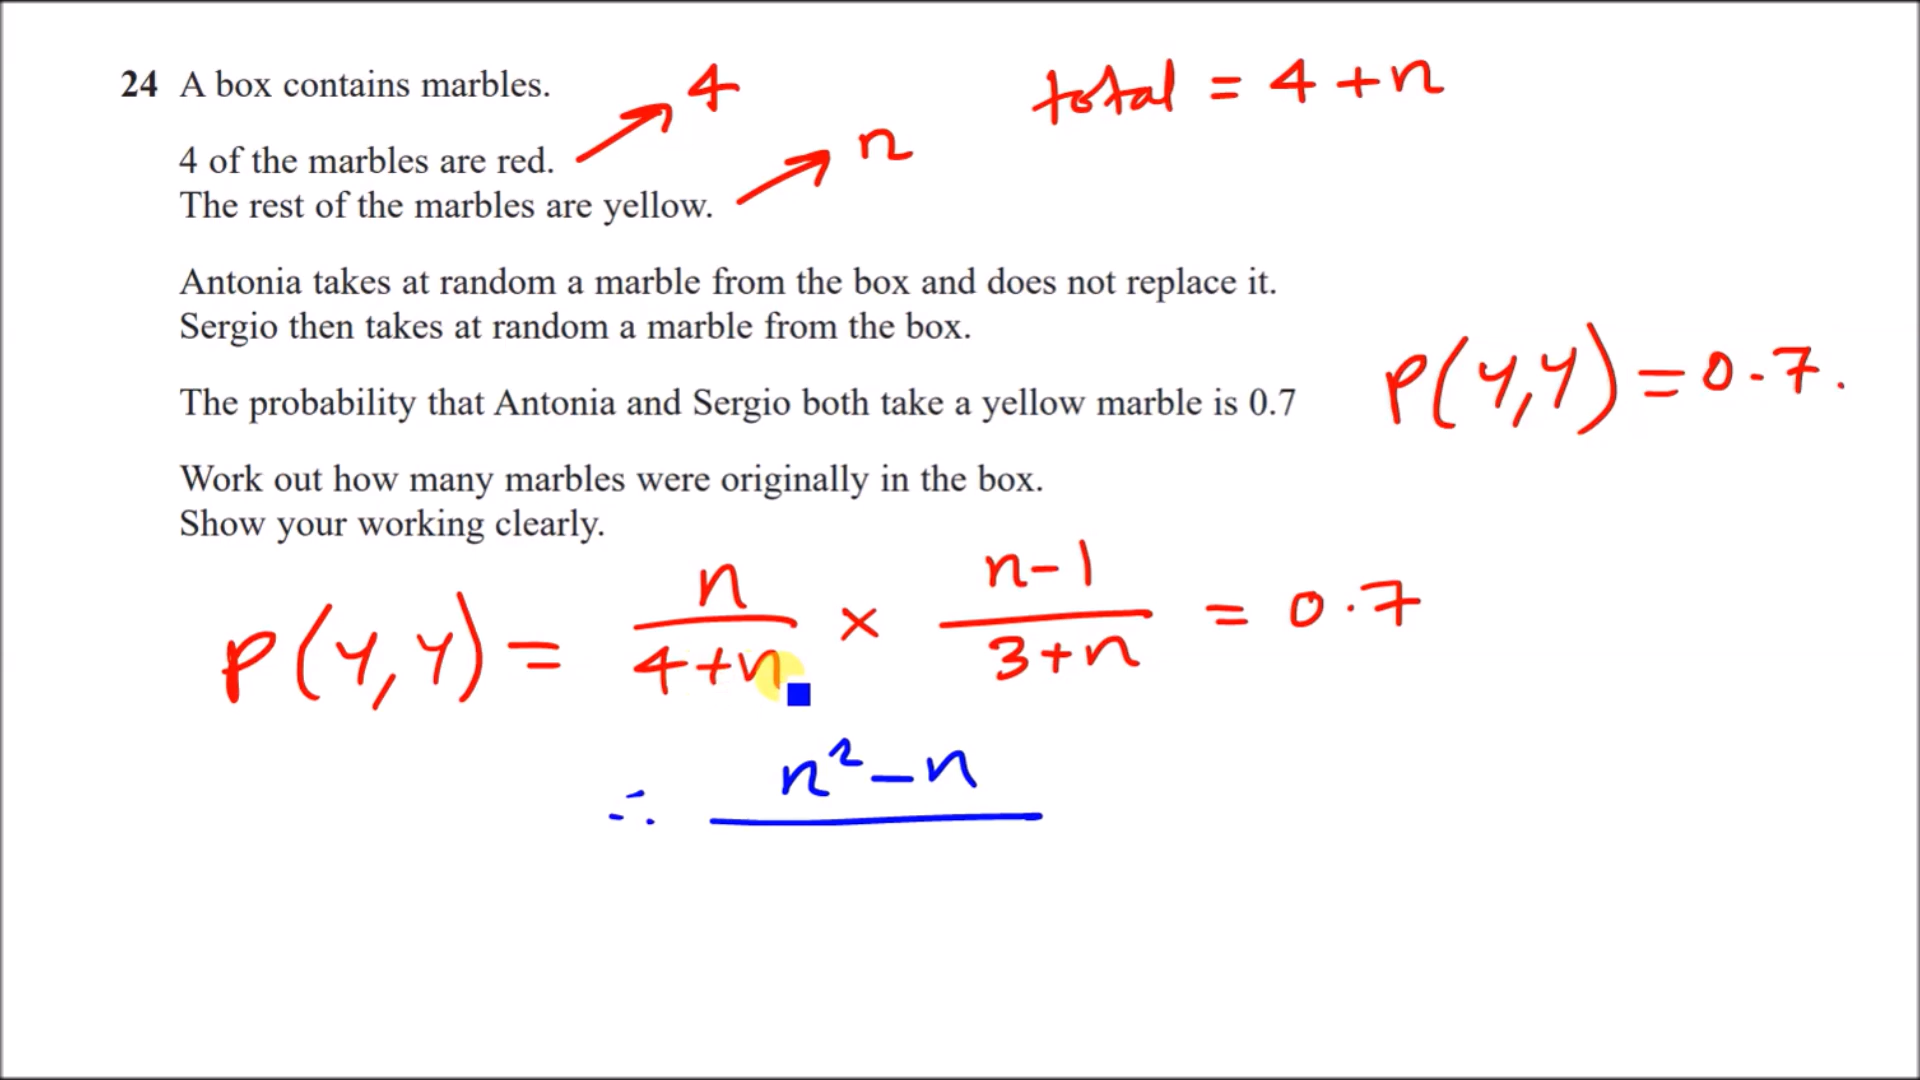 24 A box contains marbles.
4
total = 4 + n
4 of the marbles are red.
n
The rest of the marbles are yellow.
Antonia takes at random a marble from the box and does not replace it.
Sergio then takes at random a marble from the box.
The probability that Antonia and Sergio both take a yellow marble is 0.7
P(Y,Y) = 0.7.
Work out how many marbles were originally in the box.
Show your working clearly.
P(Y,Y) = n/(4+n) × (n-1)/(3+n) = 0.7
∴ n² - n